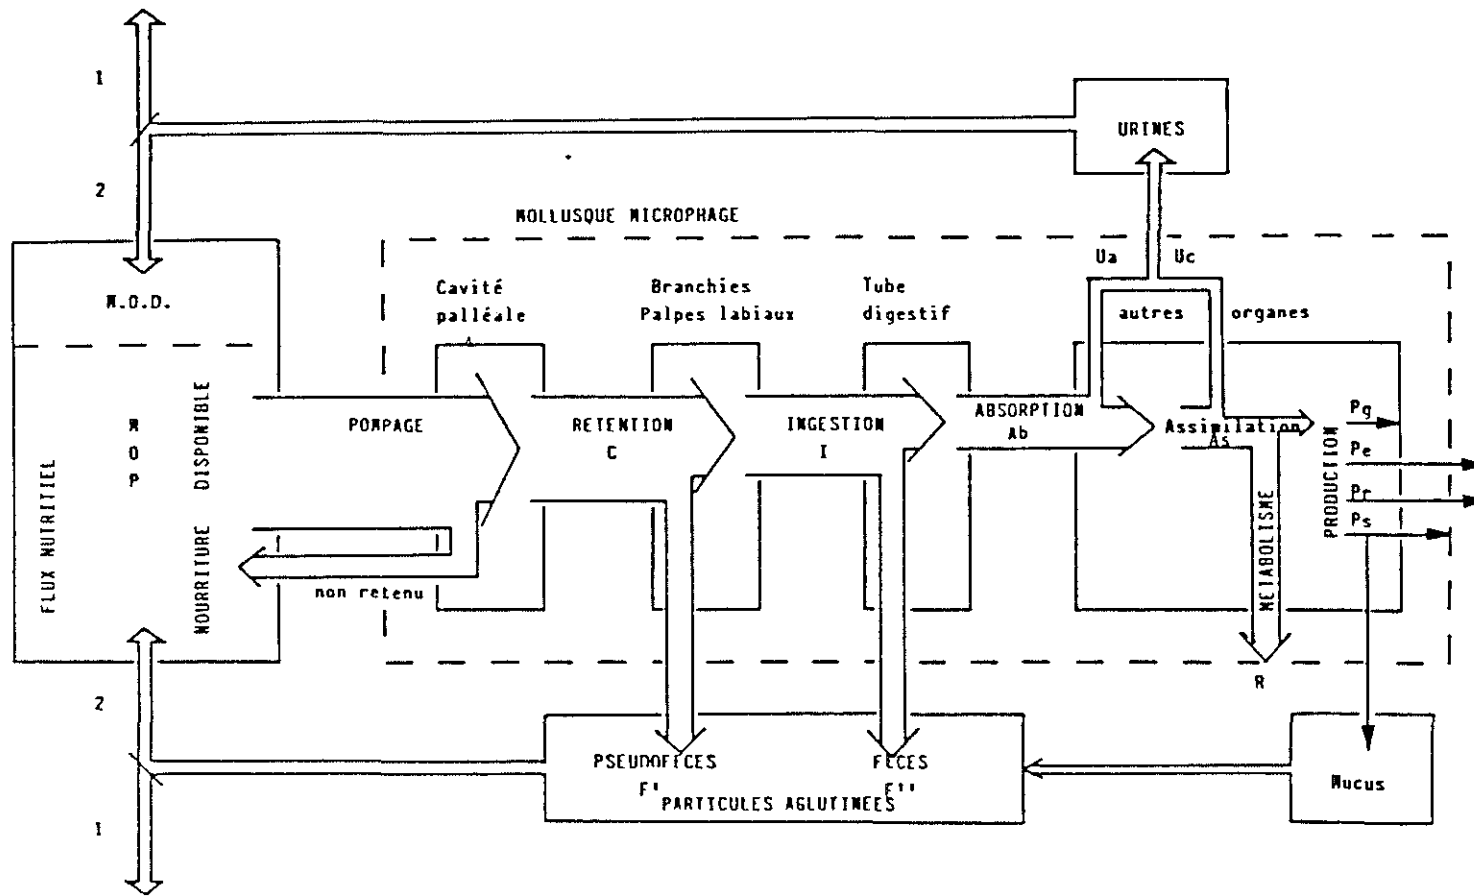 1
URINES
2
MOLLUSQUE MICROPHAGE
Ua Uc
M.O.D.
Cavité
palléale
Branchies
Palpes labiaux
Tube
digestif
autres organes
FLUX NUTRITIEL
M
O
P
NOURRITURE DISPONIBLE
POMPAGE
RETENTION
C
INGESTION
I
ABSORPTION
Ab
Assimilation
As
METABOLISME
PRODUCTION
Pg
Pe
Pr
Ps
non retenu
R
2
PSEUDOFECES
F'
FECES
F''
PARTICULES AGLUTINEES
Mucus
1